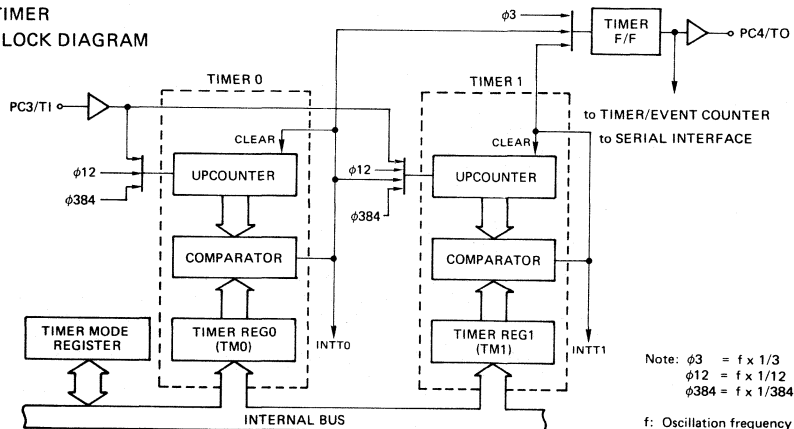 TIMER
LOCK DIAGRAM
φ3
TIMER
F/F
PC4/TO
TIMER 0
TIMER 1
PC3/TI
to TIMER/EVENT COUNTER
to SERIAL INTERFACE
CLEAR
CLEAR
φ12
φ12
UPCOUNTER
UPCOUNTER
φ384
φ384
COMPARATOR
COMPARATOR
TIMER MODE
REGISTER
TIMER REG0
(TM0)
INTT0
TIMER REG1
(TM1)
INTT1
Note: φ3 = f x 1/3
φ12 = f x 1/12
φ384 = f x 1/384
INTERNAL BUS
f: Oscillation frequency